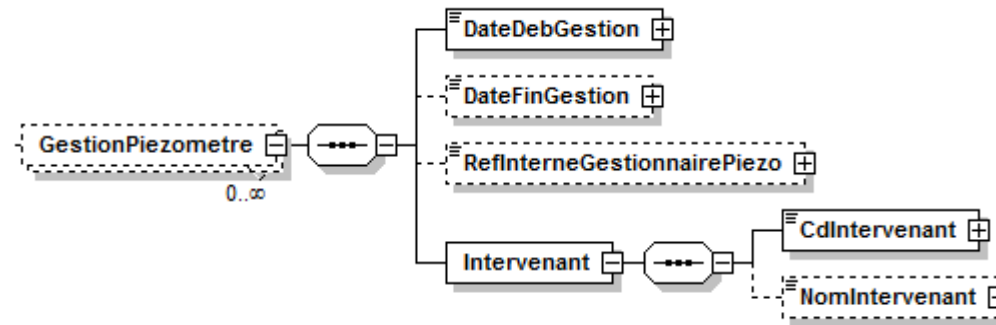 DateDebGestion
DateFinGestion
GestionPiezometre
0..∞
RefInterneGestionnairePiezo
Intervenant
CdIntervenant
NomIntervenant